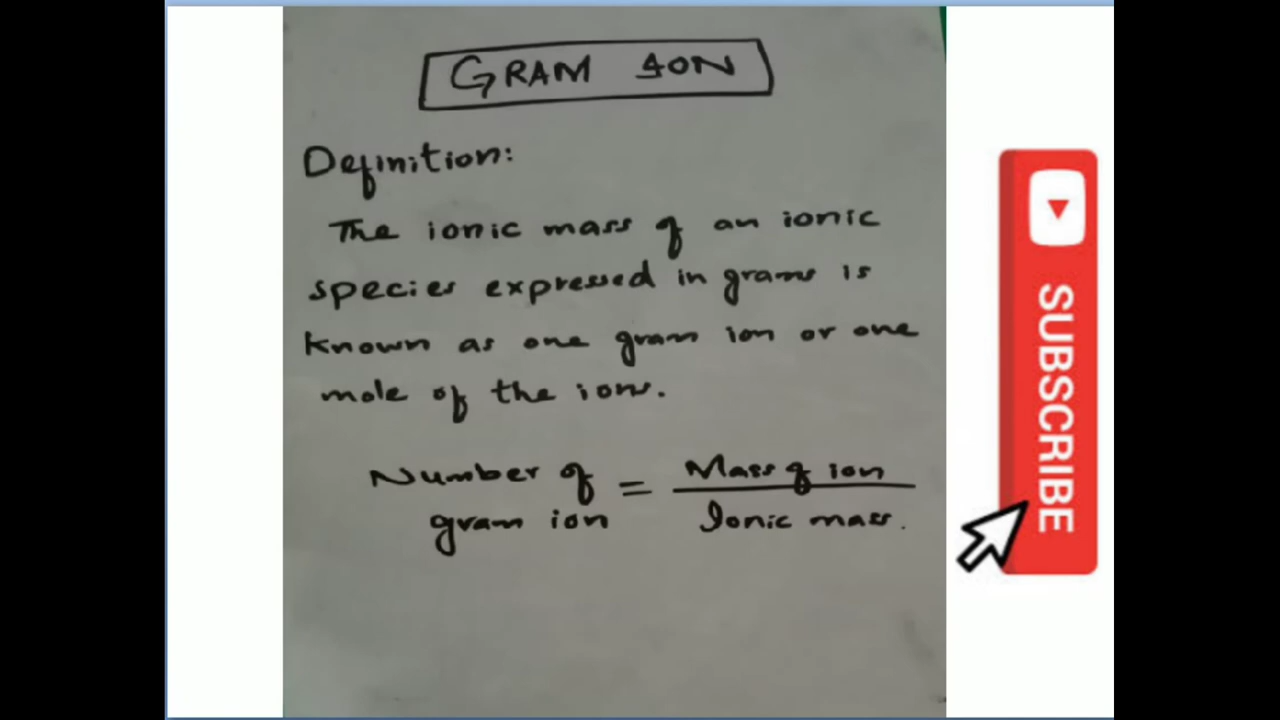 GRAM ION
Definition:
The ionic mass of an ionic
species expressed in grams is
known as one gram ion or one
mole of the ions.
Number of gram ion = Mass of ion / Ionic mass.
SUBSCRIBE